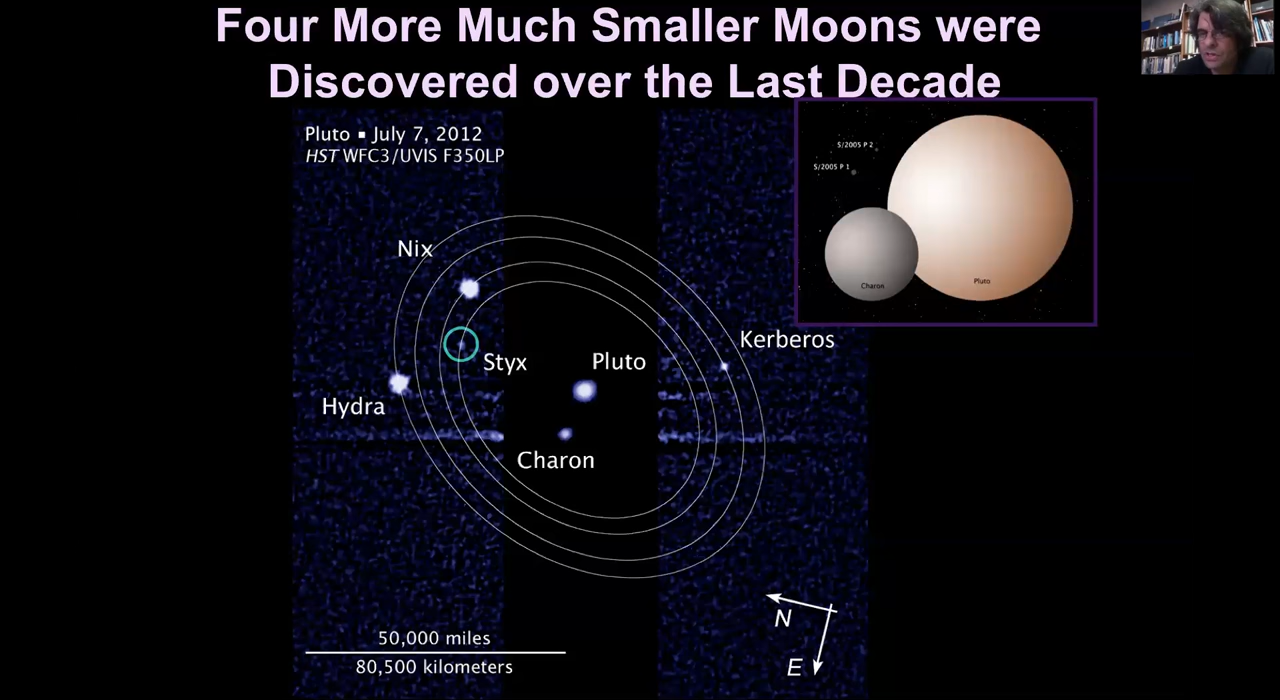 Four More Much Smaller Moons were
Discovered over the Last Decade
Pluto ▪ July 7, 2012
HST WFC3/UVIS F350LP
S/2005 P 2
S/2005 P 1
Charon
Pluto
Nix
Styx
Pluto
Kerberos
Hydra
Charon
N
E
50,000 miles
80,500 kilometers